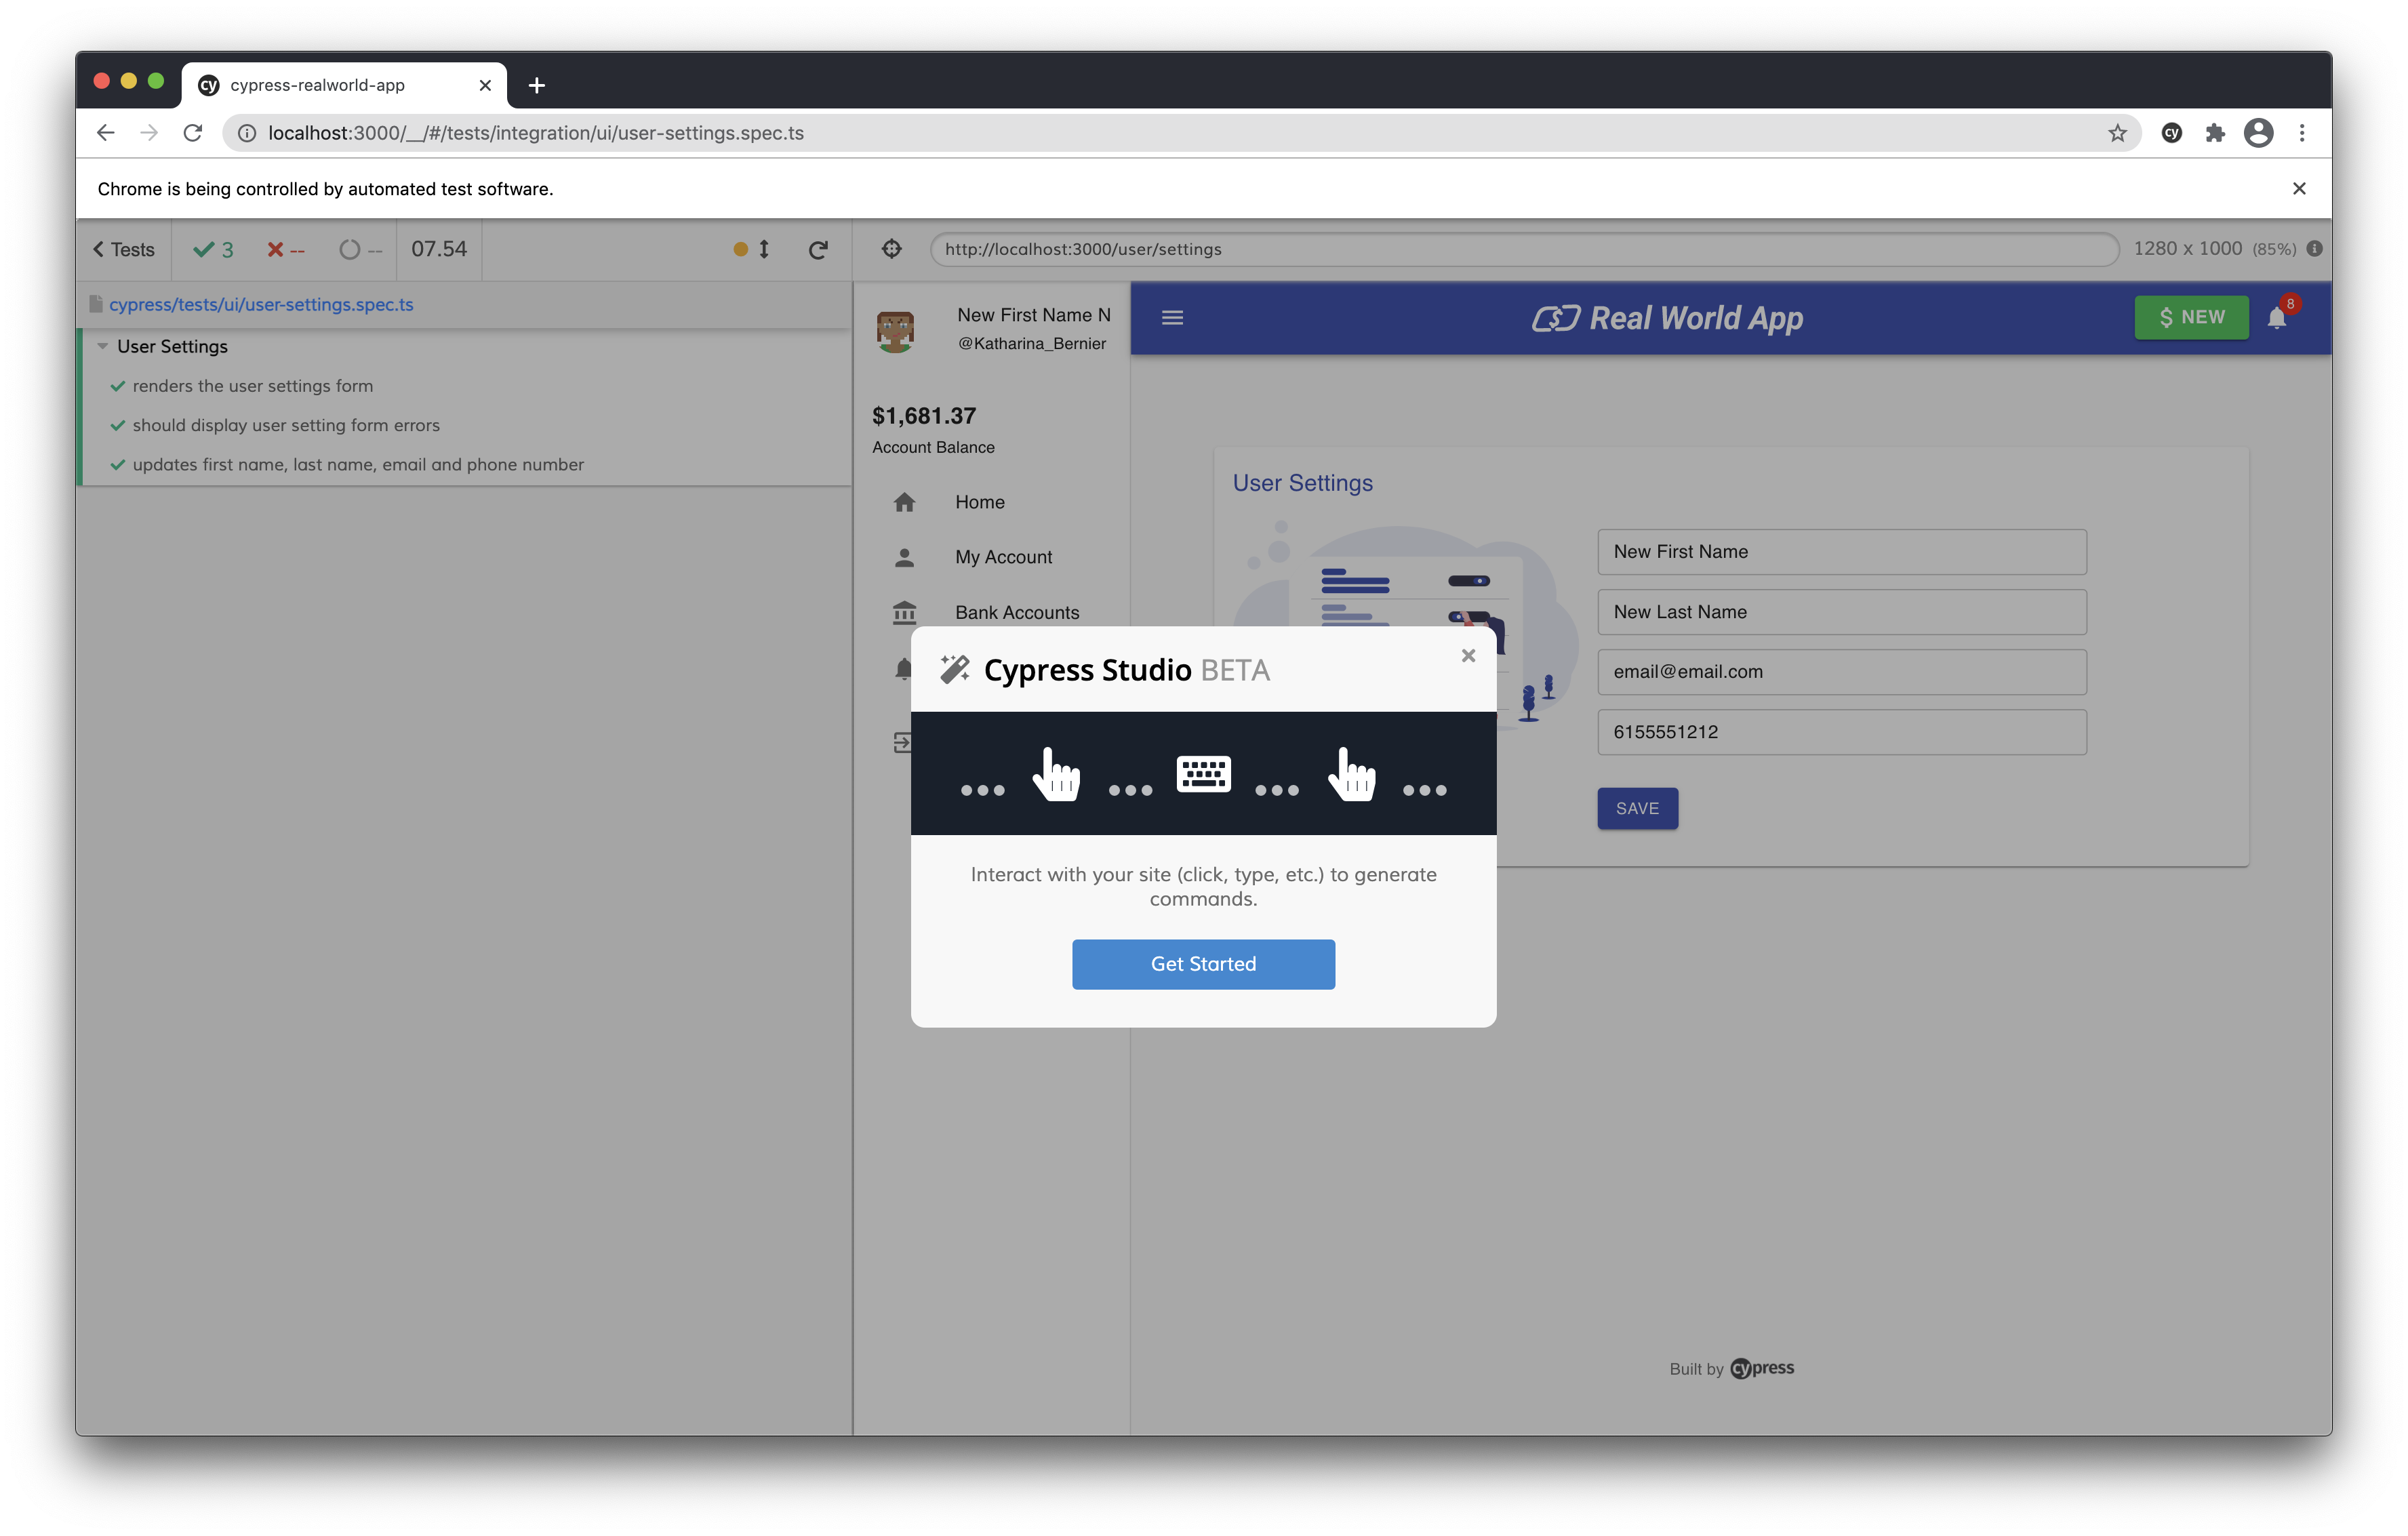 cypress-realworld-app
localhost:3000/__/#/tests/integration/ui/user-settings.spec.ts
Chrome is being controlled by automated test software.
Tests
3
--
--
07.54
http://localhost:3000/user/settings
1280 x 1000 (85%)
cypress/tests/ui/user-settings.spec.ts
User Settings
renders the user settings form
should display user setting form errors
updates first name, last name, email and phone number
New First Name N
@Katharina_Bernier
$1,681.37
Account Balance
Home
My Account
Bank Accounts
Real World App
$ NEW
8
User Settings
New First Name
New Last Name
email@email.com
6155551212
SAVE
Cypress Studio BETA
Interact with your site (click, type, etc.) to generate
commands.
Get Started
Built by cypress